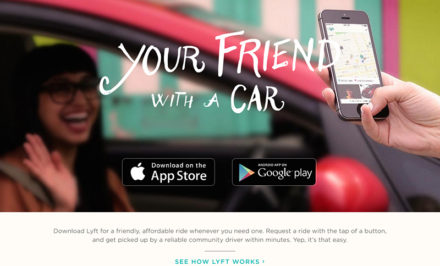 YOUR FRIEND
WITH A CAR
Download on the
App Store
ANDROID APP ON
Google play
Download Lyft for a friendly, affordable ride whenever you need one. Request a ride with the tap of a button,
and get picked up by a reliable community driver within minutes. Yep, it's that easy.
SEE HOW LYFT WORKS >